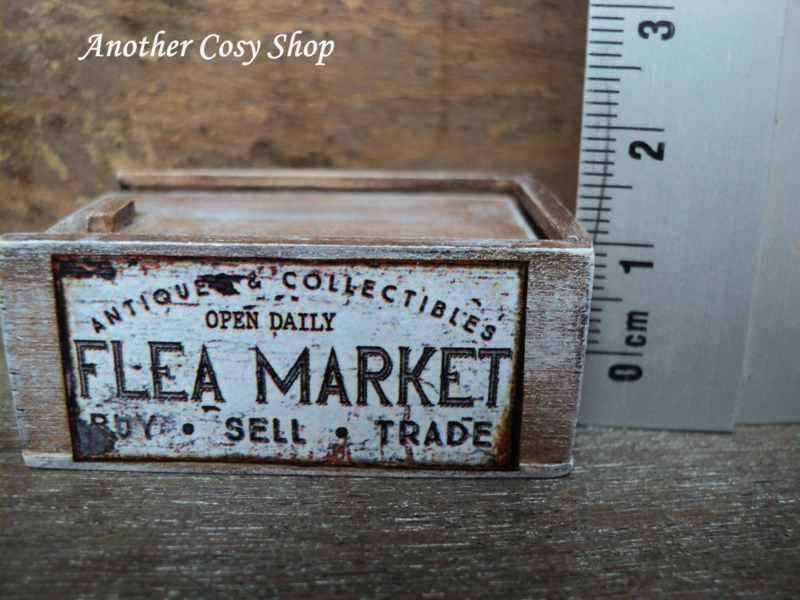 Another Cosy Shop
ANTIQUES & COLLECTIBLES
OPEN DAILY
FLEA MARKET
BUY • SELL • TRADE
3
2
1
0 cm